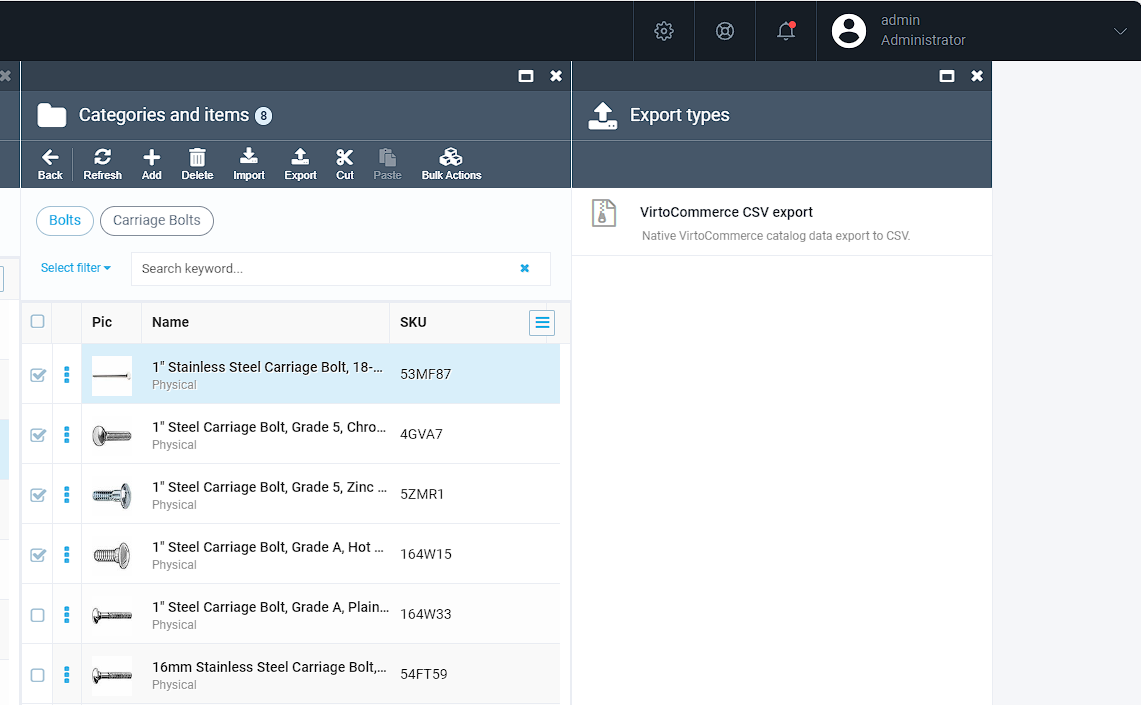 admin
Administrator
Categories and items 8
Export types
Back
Refresh
Add
Delete
Import
Export
Cut
Paste
Bulk Actions
Bolts
Carriage Bolts
VirtoCommerce CSV export
Native VirtoCommerce catalog data export to CSV.
Select filter
Search keyword...
Pic
Name
SKU
1" Stainless Steel Carriage Bolt, 18-...
Physical
53MF87
1" Steel Carriage Bolt, Grade 5, Chro...
Physical
4GVA7
1" Steel Carriage Bolt, Grade 5, Zinc ...
Physical
5ZMR1
1" Steel Carriage Bolt, Grade A, Hot ...
Physical
164W15
1" Steel Carriage Bolt, Grade A, Plain...
Physical
164W33
16mm Stainless Steel Carriage Bolt,...
Physical
54FT59